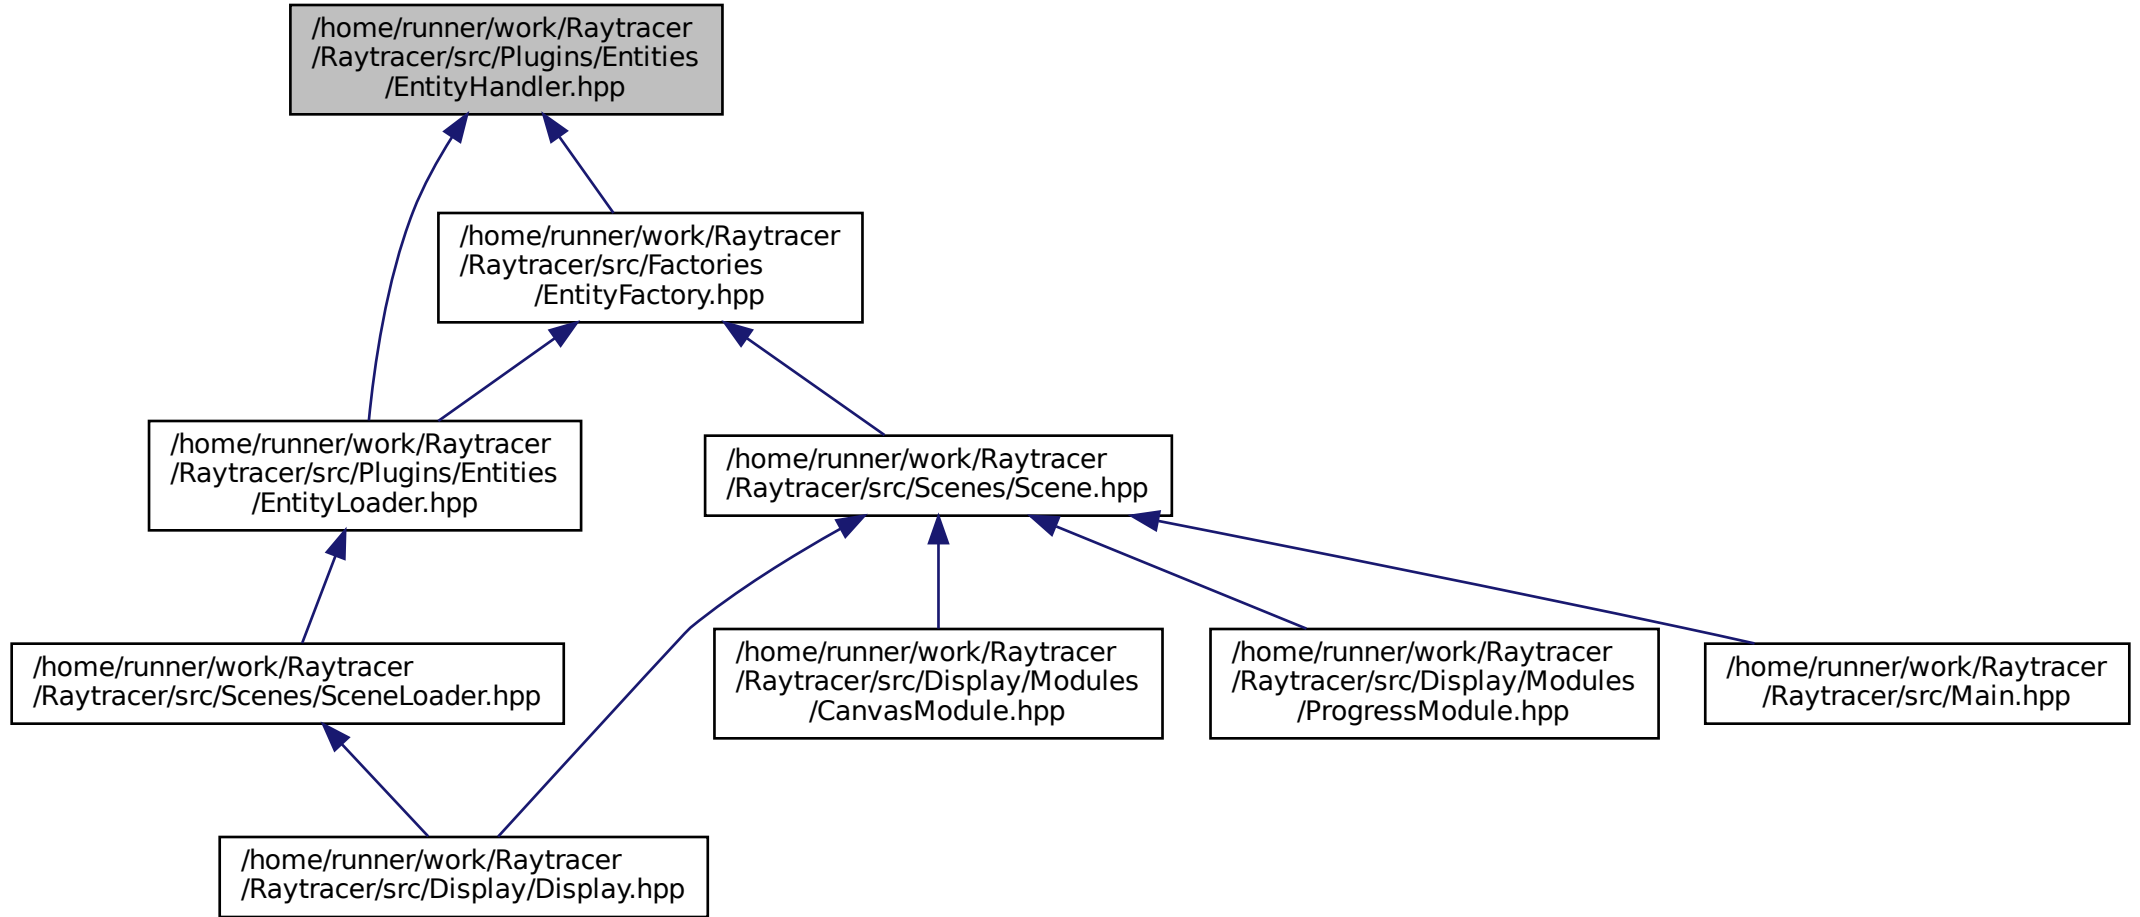 /home/runner/work/Raytracer
/Raytracer/src/Plugins/Entities
/EntityHandler.hpp
/home/runner/work/Raytracer
/Raytracer/src/Factories
/EntityFactory.hpp
/home/runner/work/Raytracer
/Raytracer/src/Plugins/Entities
/EntityLoader.hpp
/home/runner/work/Raytracer
/Raytracer/src/Scenes/Scene.hpp
/home/runner/work/Raytracer
/Raytracer/src/Scenes/SceneLoader.hpp
/home/runner/work/Raytracer
/Raytracer/src/Display/Modules
/CanvasModule.hpp
/home/runner/work/Raytracer
/Raytracer/src/Display/Modules
/ProgressModule.hpp
/home/runner/work/Raytracer
/Raytracer/src/Main.hpp
/home/runner/work/Raytracer
/Raytracer/src/Display/Display.hpp